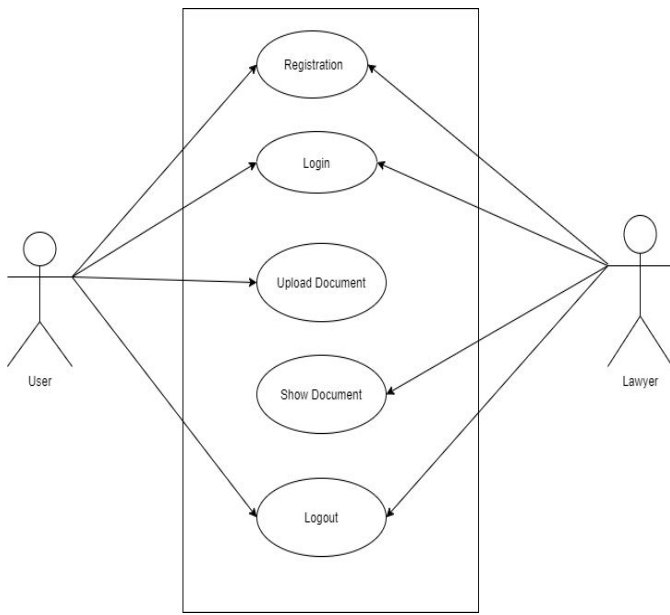 Registration
Login
Upload Document
Show Document
Logout
User
Lawyer